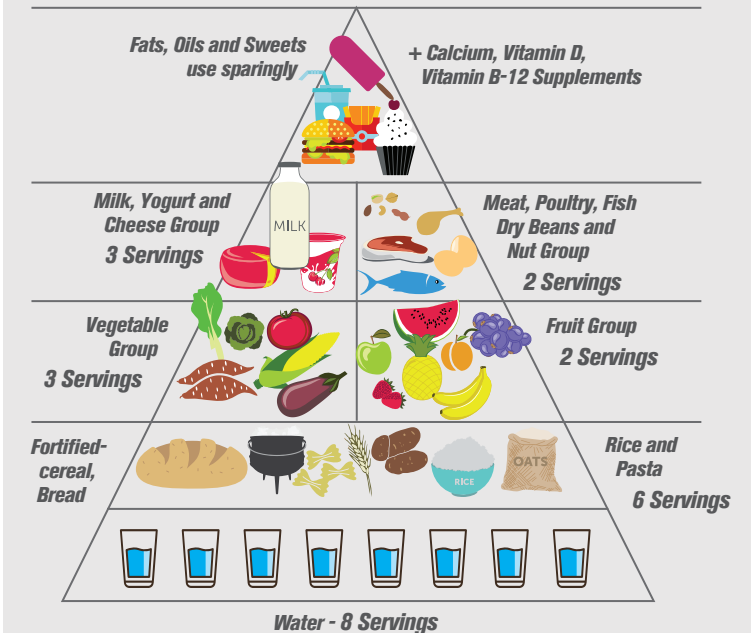 Fats, Oils and Sweets
use sparingly
+ Calcium, Vitamin D,
Vitamin B-12 Supplements
Milk, Yogurt and
Cheese Group
3 Servings
MILK
Meat, Poultry, Fish
Dry Beans and
Nut Group
2 Servings
Vegetable
Group
3 Servings
Fruit Group
2 Servings
Fortified-
cereal,
Bread
RICE
OATS
Rice and
Pasta
6 Servings
Water - 8 Servings